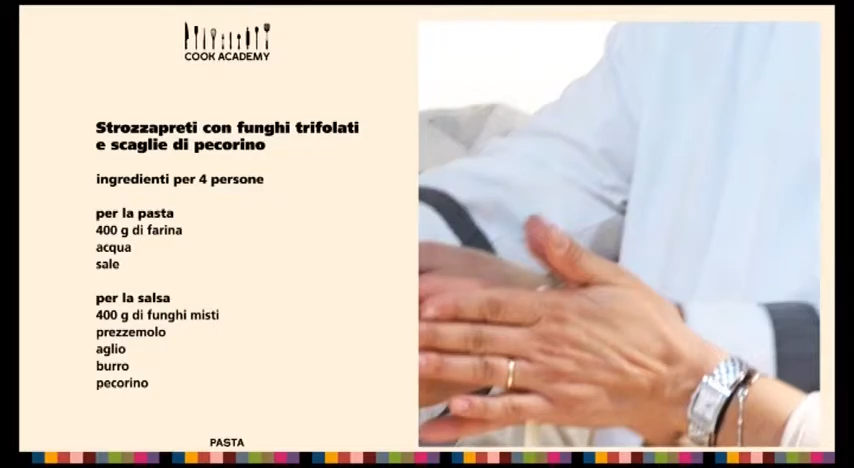 COOK ACADEMY
Strozzapreti con funghi trifolati
e scaglie di pecorino
ingredienti per 4 persone
per la pasta
400 g di farina
acqua
sale
per la salsa
400 g di funghi misti
prezzemolo
aglio
burro
pecorino
PASTA